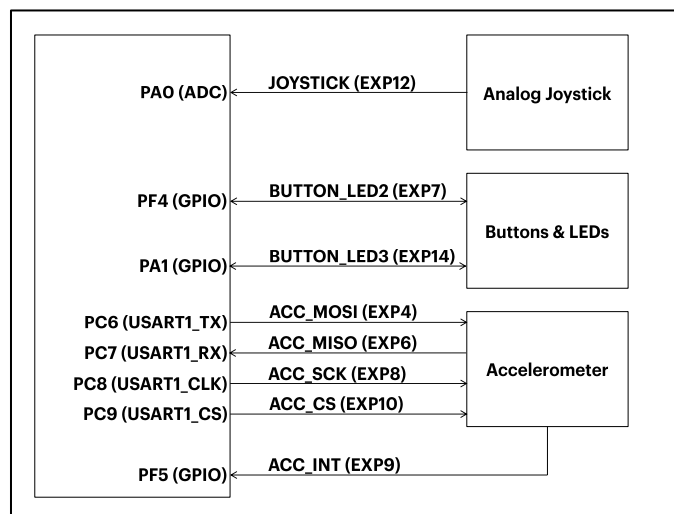 PA0 (ADC) JOYSTICK (EXP12) Analog Joystick
PF4 (GPIO) BUTTON_LED2 (EXP7)
Buttons & LEDs
PA1 (GPIO) BUTTON_LED3 (EXP14)
PC6 (USART1_TX) ACC_MOSI (EXP4)
PC7 (USART1_RX) ACC_MISO (EXP6)
Accelerometer
PC8 (USART1_CLK) ACC_SCK (EXP8)
PC9 (USART1_CS) ACC_CS (EXP10)
PF5 (GPIO) ACC_INT (EXP9)